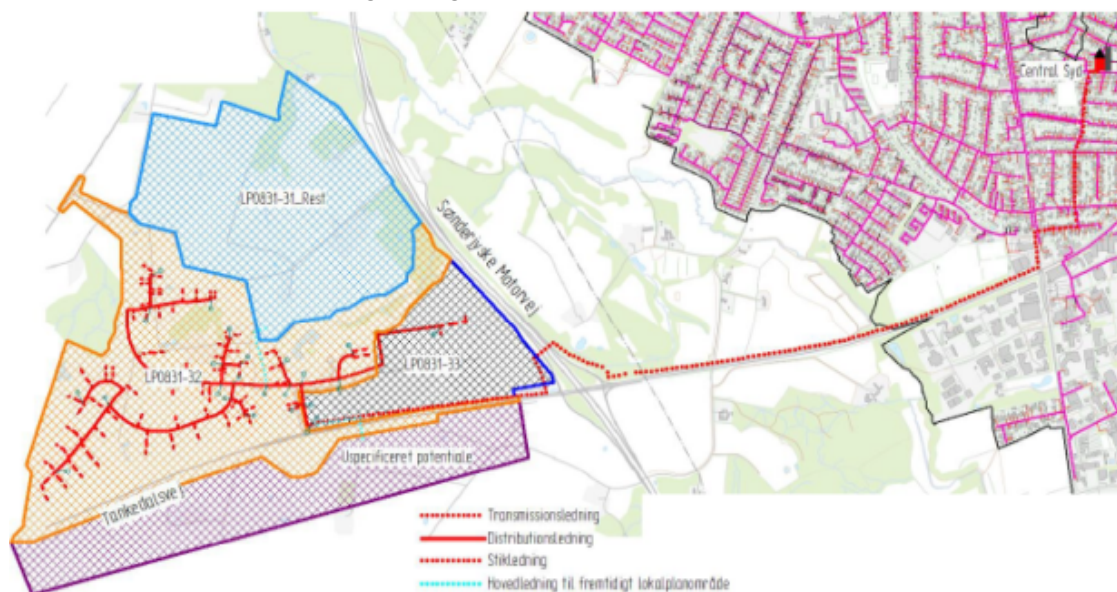 Central Syd
LP0831-31_Rest
Sønderjyske Motorvej
LP0831-33
LP0831-32
Uspecificeret potentiale
Tankedalsvej
Transmissionsledning
Distributionsledning
Stikledning
Hovedledning til fremtidigt lokalplanområde